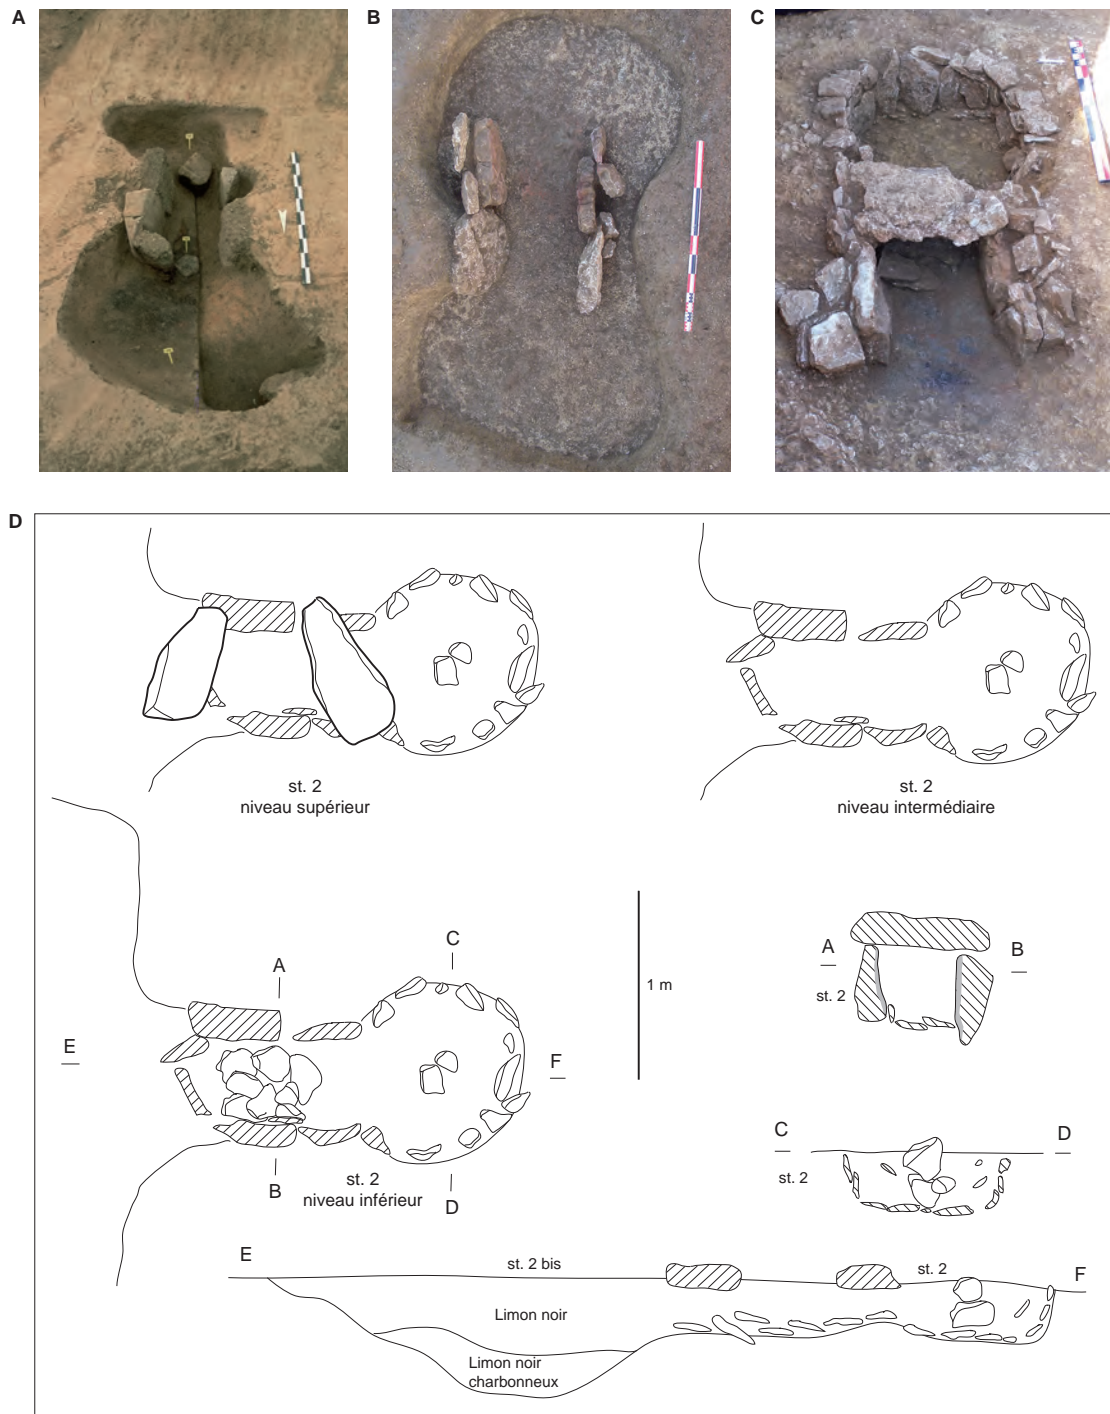 A
B
C
D
st. 2
niveau supérieur
st. 2
niveau intermédiaire
A
C
E
F
B
D
st. 2
niveau inférieur
1 m
A
B
st. 2
C
D
st. 2
E
st. 2 bis
st. 2
F
Limon noir
Limon noir
charbonneux